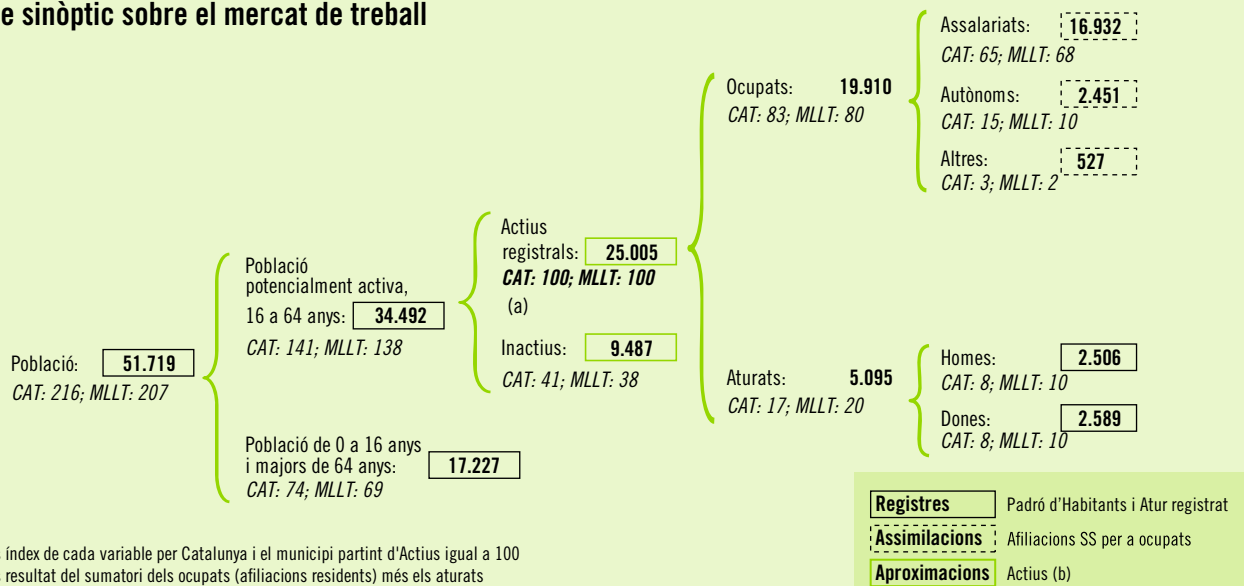 e sinòptic sobre el mercat de treball
Població: 51.719
CAT: 216; MLLT: 207
Població
potencialment activa,
16 a 64 anys: 34.492
CAT: 141; MLLT: 138
Població de 0 a 16 anys
i majors de 64 anys: 17.227
CAT: 74; MLLT: 69
Actius
registrals: 25.005
CAT: 100; MLLT: 100
(a)
Inactius: 9.487
CAT: 41; MLLT: 38
Ocupats: 19.910
CAT: 83; MLLT: 80
Aturats: 5.095
CAT: 17; MLLT: 20
Assalariats: 16.932
CAT: 65; MLLT: 68
Autònoms: 2.451
CAT: 15; MLLT: 10
Altres: 527
CAT: 3; MLLT: 2
Homes: 2.506
CAT: 8; MLLT: 10
Dones: 2.589
CAT: 8; MLLT: 10
Registres Padró d'Habitants i Atur registrat
Assimilacions Afiliacions SS per a ocupats
Aproximacions Actius (b)
índex de cada variable per Catalunya i el municipi partint d'Actius igual a 100
resultat del sumatori dels ocupats (afiliacions residents) més els aturats